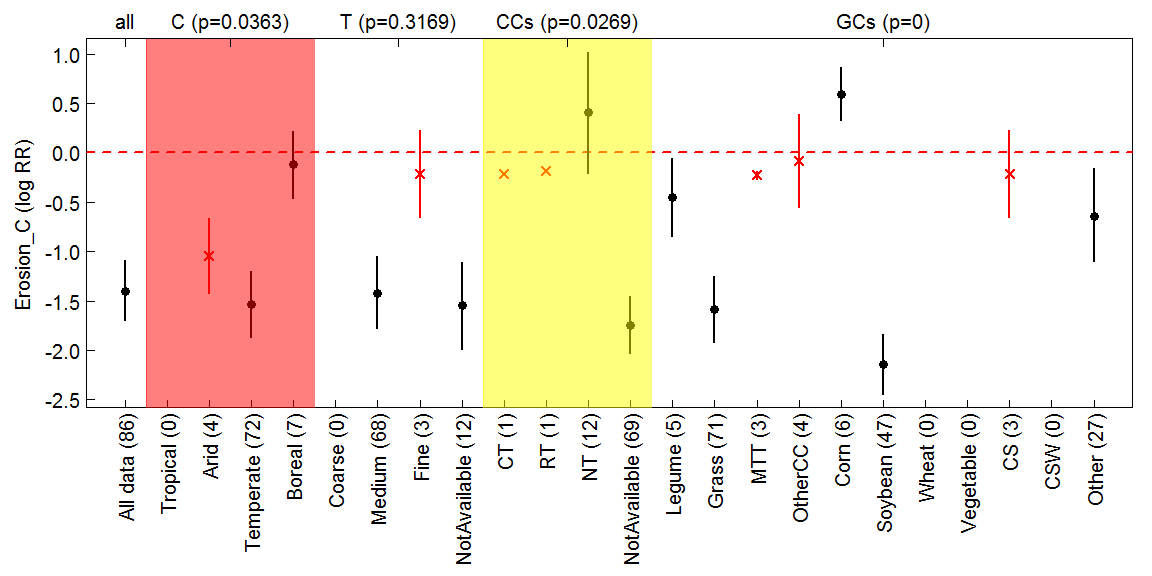 all C (p=0.0363) T (p=0.3169) CCs (p=0.0269) GCs (p=0)
Erosion_C (log RR)
1.0
0.5
0.0
-0.5
-1.0
-1.5
-2.0
-2.5
All data (86)
Tropical (0)
Arid (4)
Temperate (72)
Boreal (7)
Coarse (0)
Medium (68)
Fine (3)
NotAvailable (12)
CT (1)
RT (1)
NT (12)
NotAvailable (69)
Legume (5)
Grass (71)
MTT (3)
OtherCC (4)
Corn (6)
Soybean (47)
Wheat (0)
Vegetable (0)
CS (3)
CSW (0)
Other (27)